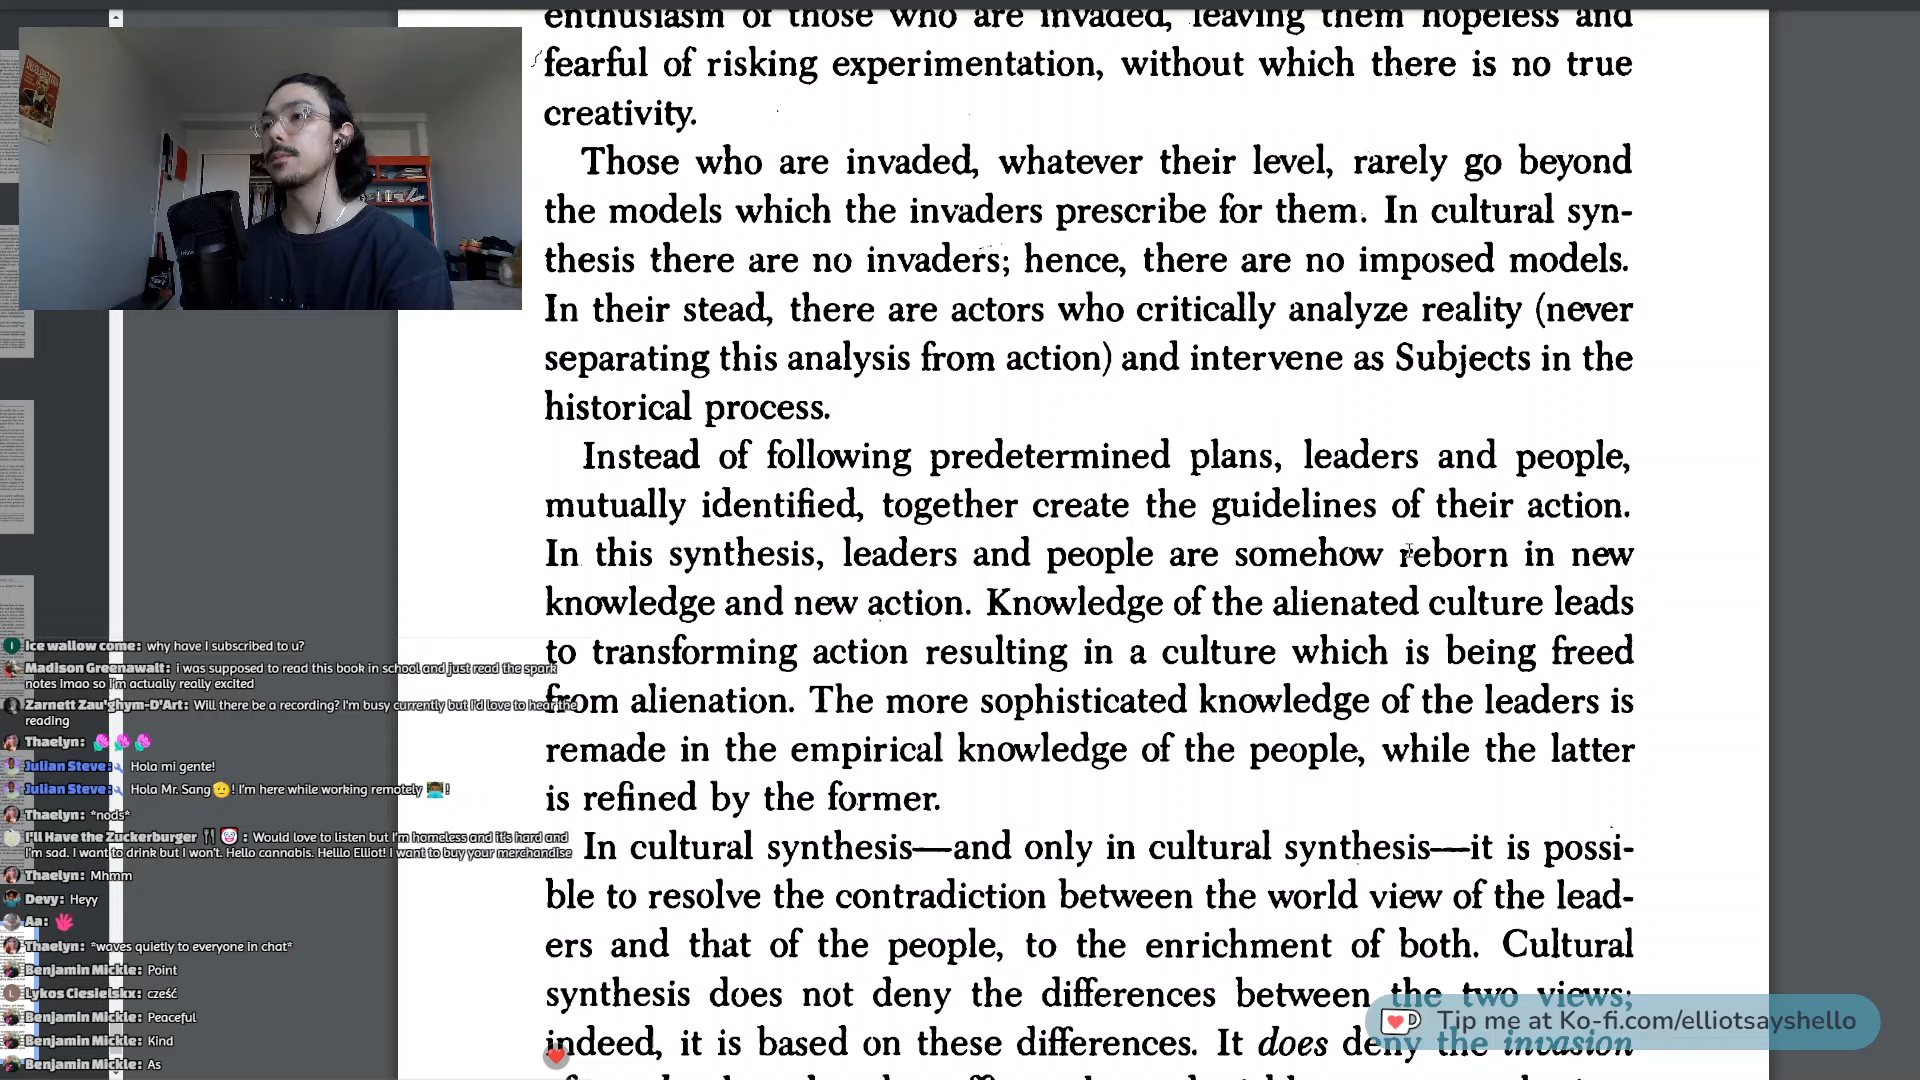 enthusiasm of those who are invaded, leaving them hopeless and
fearful of risking experimentation, without which there is no true
creativity.
Those who are invaded, whatever their level, rarely go beyond
the models which the invaders prescribe for them. In cultural syn-
thesis there are no invaders; hence, there are no imposed models.
In their stead, there are actors who critically analyze reality (never
separating this analysis from action) and intervene as Subjects in the
historical process.
Instead of following predetermined plans, leaders and people,
mutually identified, together create the guidelines of their action.
In this synthesis, leaders and people are somehow reborn in new
knowledge and new action. Knowledge of the alienated culture leads
to transforming action resulting in a culture which is being freed
from alienation. The more sophisticated knowledge of the leaders is
remade in the empirical knowledge of the people, while the latter
is refined by the former.
In cultural synthesis—and only in cultural synthesis—it is possi-
ble to resolve the contradiction between the world view of the lead-
ers and that of the people, to the enrichment of both. Cultural
synthesis does not deny the differences between the two views;
indeed, it is based on these differences. It does deny the invasion
Ice wallow come: why have I subscribed to u?
Madison Greenawalt: i was supposed to read this book in school and just read the spark
notes lmao so I'm actually really excited
Zarnett Zau'ghym-D'Art: Will there be a recording? I'm busy currently but I'd love to hear the
reading
Thaelyn:
Julian Steve: Hola mi gente!
Julian Steve: Hola Mr. Sang! I'm here while working remotely!
Thaelyn: *nods*
I'll Have the Zuckerburger: Would love to listen but I'm homeless and it's hard and
I'm sad. I want to drink but I won't. Hello cannabis. Helllo Elliot! I want to buy your merchandise
Thaelyn: Mhmm
Devy: Heyy
Aa:
Thaelyn: *waves quietly to everyone in chat*
Benjamin Mickle: Point
Lykos Ciesielskx: cześć
Benjamin Mickle: Peaceful
Benjamin Mickle: Kind
Benjamin Mickle: As
Tip me at Ko-fi.com/elliotsayshello